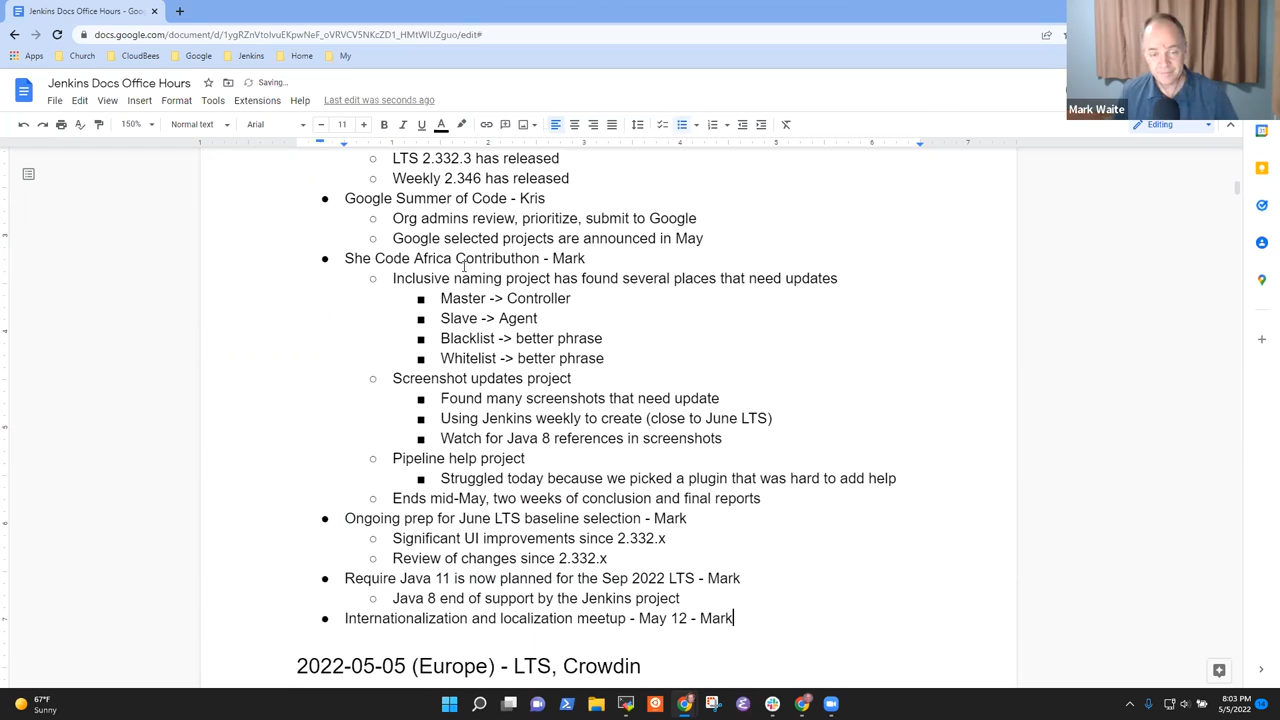 Jenkins Docs Office Hours - Goo
docs.google.com/document/d/1ygRZnVtoIvuEKpwNeF_oVRVCV5NKcZD1_HMtWIUZguo/edit#
Apps Church CloudBees Google Jenkins Home My
Jenkins Docs Office Hours Saving...
File Edit View Insert Format Tools Extensions Help Last edit was seconds ago
Mark Waite
150% Normal text Arial 11 Editing
LTS 2.332.3 has released
Weekly 2.346 has released
Google Summer of Code - Kris
Org admins review, prioritize, submit to Google
Google selected projects are announced in May
She Code Africa Contributhon - Mark
Inclusive naming project has found several places that need updates
Master -> Controller
Slave -> Agent
Blacklist -> better phrase
Whitelist -> better phrase
Screenshot updates project
Found many screenshots that need update
Using Jenkins weekly to create (close to June LTS)
Watch for Java 8 references in screenshots
Pipeline help project
Struggled today because we picked a plugin that was hard to add help
Ends mid-May, two weeks of conclusion and final reports
Ongoing prep for June LTS baseline selection - Mark
Significant UI improvements since 2.332.x
Review of changes since 2.332.x
Require Java 11 is now planned for the Sep 2022 LTS - Mark
Java 8 end of support by the Jenkins project
Internationalization and localization meetup - May 12 - Mark
2022-05-05 (Europe) - LTS, Crowdin
67°F
Sunny
8:03 PM
5/5/2022